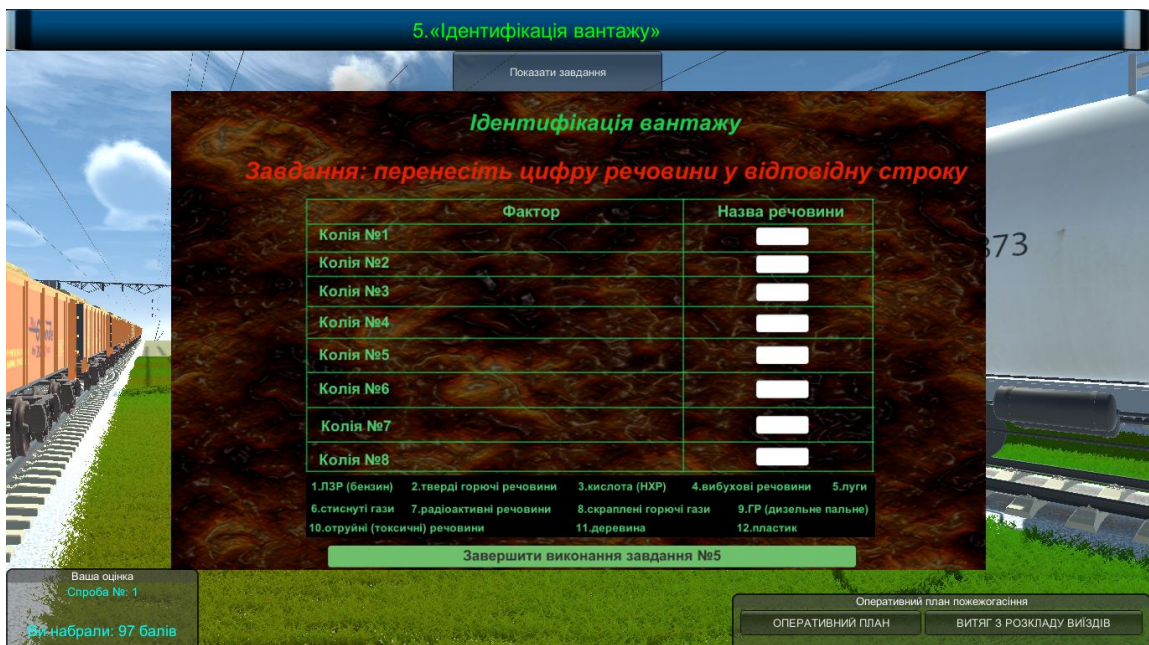 5.«Ідентифікація вантажу»
Показати завдання
Ідентифікація вантажу
Завдання: перенесіть цифру речовини у відповідну строку
Фактор Назва речовини
Колія №1
Колія №2
873
Колія №3
Колія №4
Колія №5
Колія №6
Колія №7
Колія №8
1.ЛЗР (бензин) 2.тверді горючі речовини 3.кислота (НХР) 4.вибухові речовини 5.луги
6.стиснуті гази 7.радіоактивні речовини 8.скраплені горючі гази 9.ГР (дизельне пальне)
10.отруйні (токсичні) речовини 11.деревина 12.пластик
Завершити виконання завдання №5
Ваша оцінка
Спроба №: 1
Ви набрали: 97 балів
Оперативний план пожежогасіння
ОПЕРАТИВНИЙ ПЛАН ВИТЯГ З РОЗКЛАДУ ВИЇЗДІВ